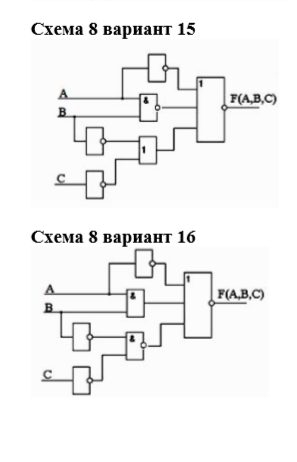 Схема 8 вариант 15
1
A
F(A,B,C)
&
B
1
C
Схема 8 вариант 16
1
A
F(A,B,C)
&
B
&
C